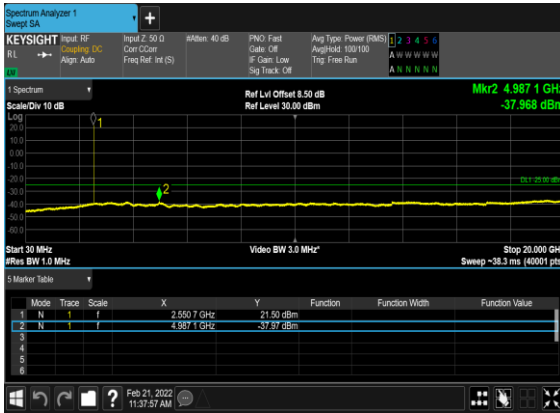 Spectrum Analyzer 1
Swept SA
KEYSIGHT Input: RF Input Z: 50 Ω #Atten: 40 dB PNO: Fast Avg Type: Power (RMS) 1 2 3 4 5 6
RL Coupling: DC Corr CCorr Gate: Off Avg|Hold: 100/100 A W W W W W
Align: Auto Freq Ref: Int (S) IF Gain: Low Trig: Free Run
Sig Track: Off A N N N N N
1 Spectrum
Scale/Div 10 dB
Ref Lvl Offset 8.50 dB
Ref Level 30.00 dBm
Mkr2 4.987 1 GHz
-37.968 dBm
Log
20.0
10.0
0.00
-10.0
-20.0
-30.0
-40.0
-50.0
-60.0
1
2
DL1 -25.00 dBm
Start 30 MHz Video BW 3.0 MHz* Stop 20.000 GHz
#Res BW 1.0 MHz Sweep ~38.3 ms (40001 pts)
5 Marker Table
Mode Trace Scale X Y Function Function Width Function Value
1 N 1 f 2.550 7 GHz 21.50 dBm
2 N 1 f 4.987 1 GHz -37.97 dBm
3
4
5
6
Feb 21, 2022
11:37:57 AM